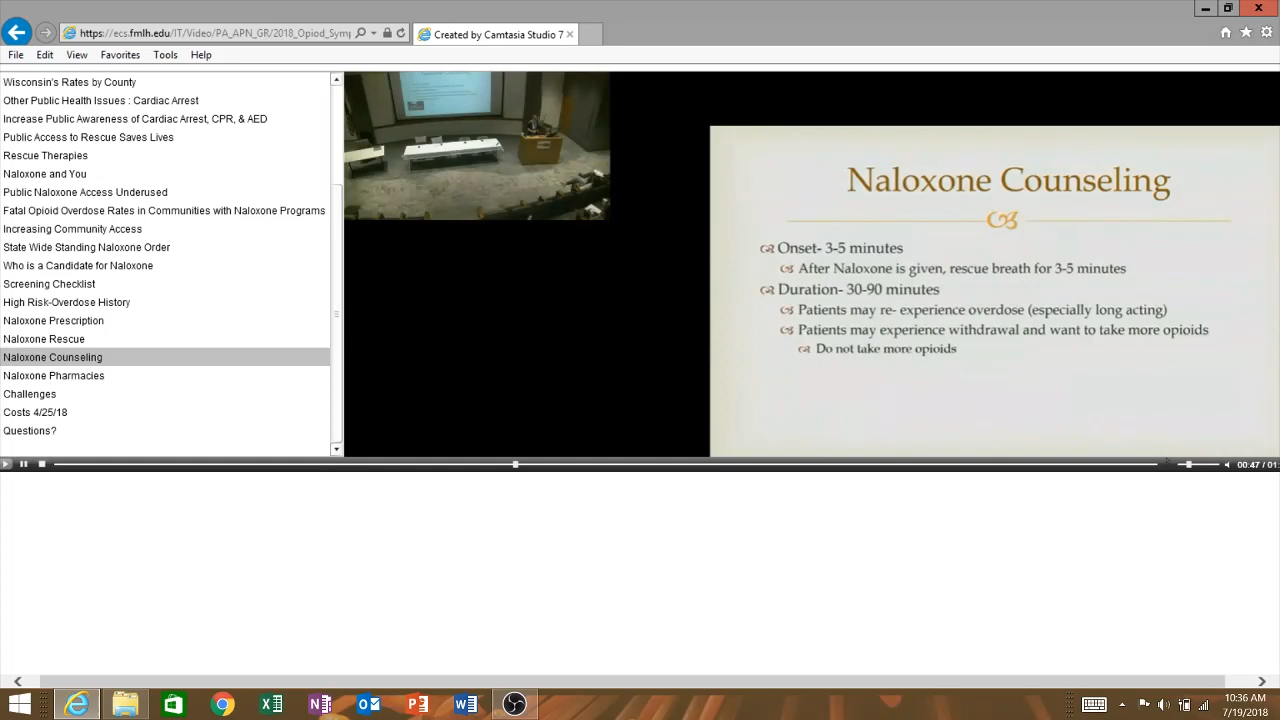 https://ecs.fmlh.edu/IT/Video/PA_APN_GR/2018_Opiod_Symp
Created by Camtasia Studio 7
File Edit View Favorites Tools Help
Wisconsin's Rates by County
Other Public Health Issues : Cardiac Arrest
Increase Public Awareness of Cardiac Arrest, CPR, & AED
Public Access to Rescue Saves Lives
Rescue Therapies
Naloxone and You
Public Naloxone Access Underused
Fatal Opioid Overdose Rates in Communities with Naloxone Programs
Increasing Community Access
State Wide Standing Naloxone Order
Who is a Candidate for Naloxone
Screening Checklist
High Risk-Overdose History
Naloxone Prescription
Naloxone Rescue
Naloxone Counseling
Naloxone Pharmacies
Challenges
Costs 4/25/18
Questions?
Naloxone Counseling
Onset- 3-5 minutes
After Naloxone is given, rescue breath for 3-5 minutes
Duration- 30-90 minutes
Patients may re- experience overdose (especially long acting)
Patients may experience withdrawal and want to take more opioids
Do not take more opioids
00:47 / 01:
10:36 AM
7/19/2018